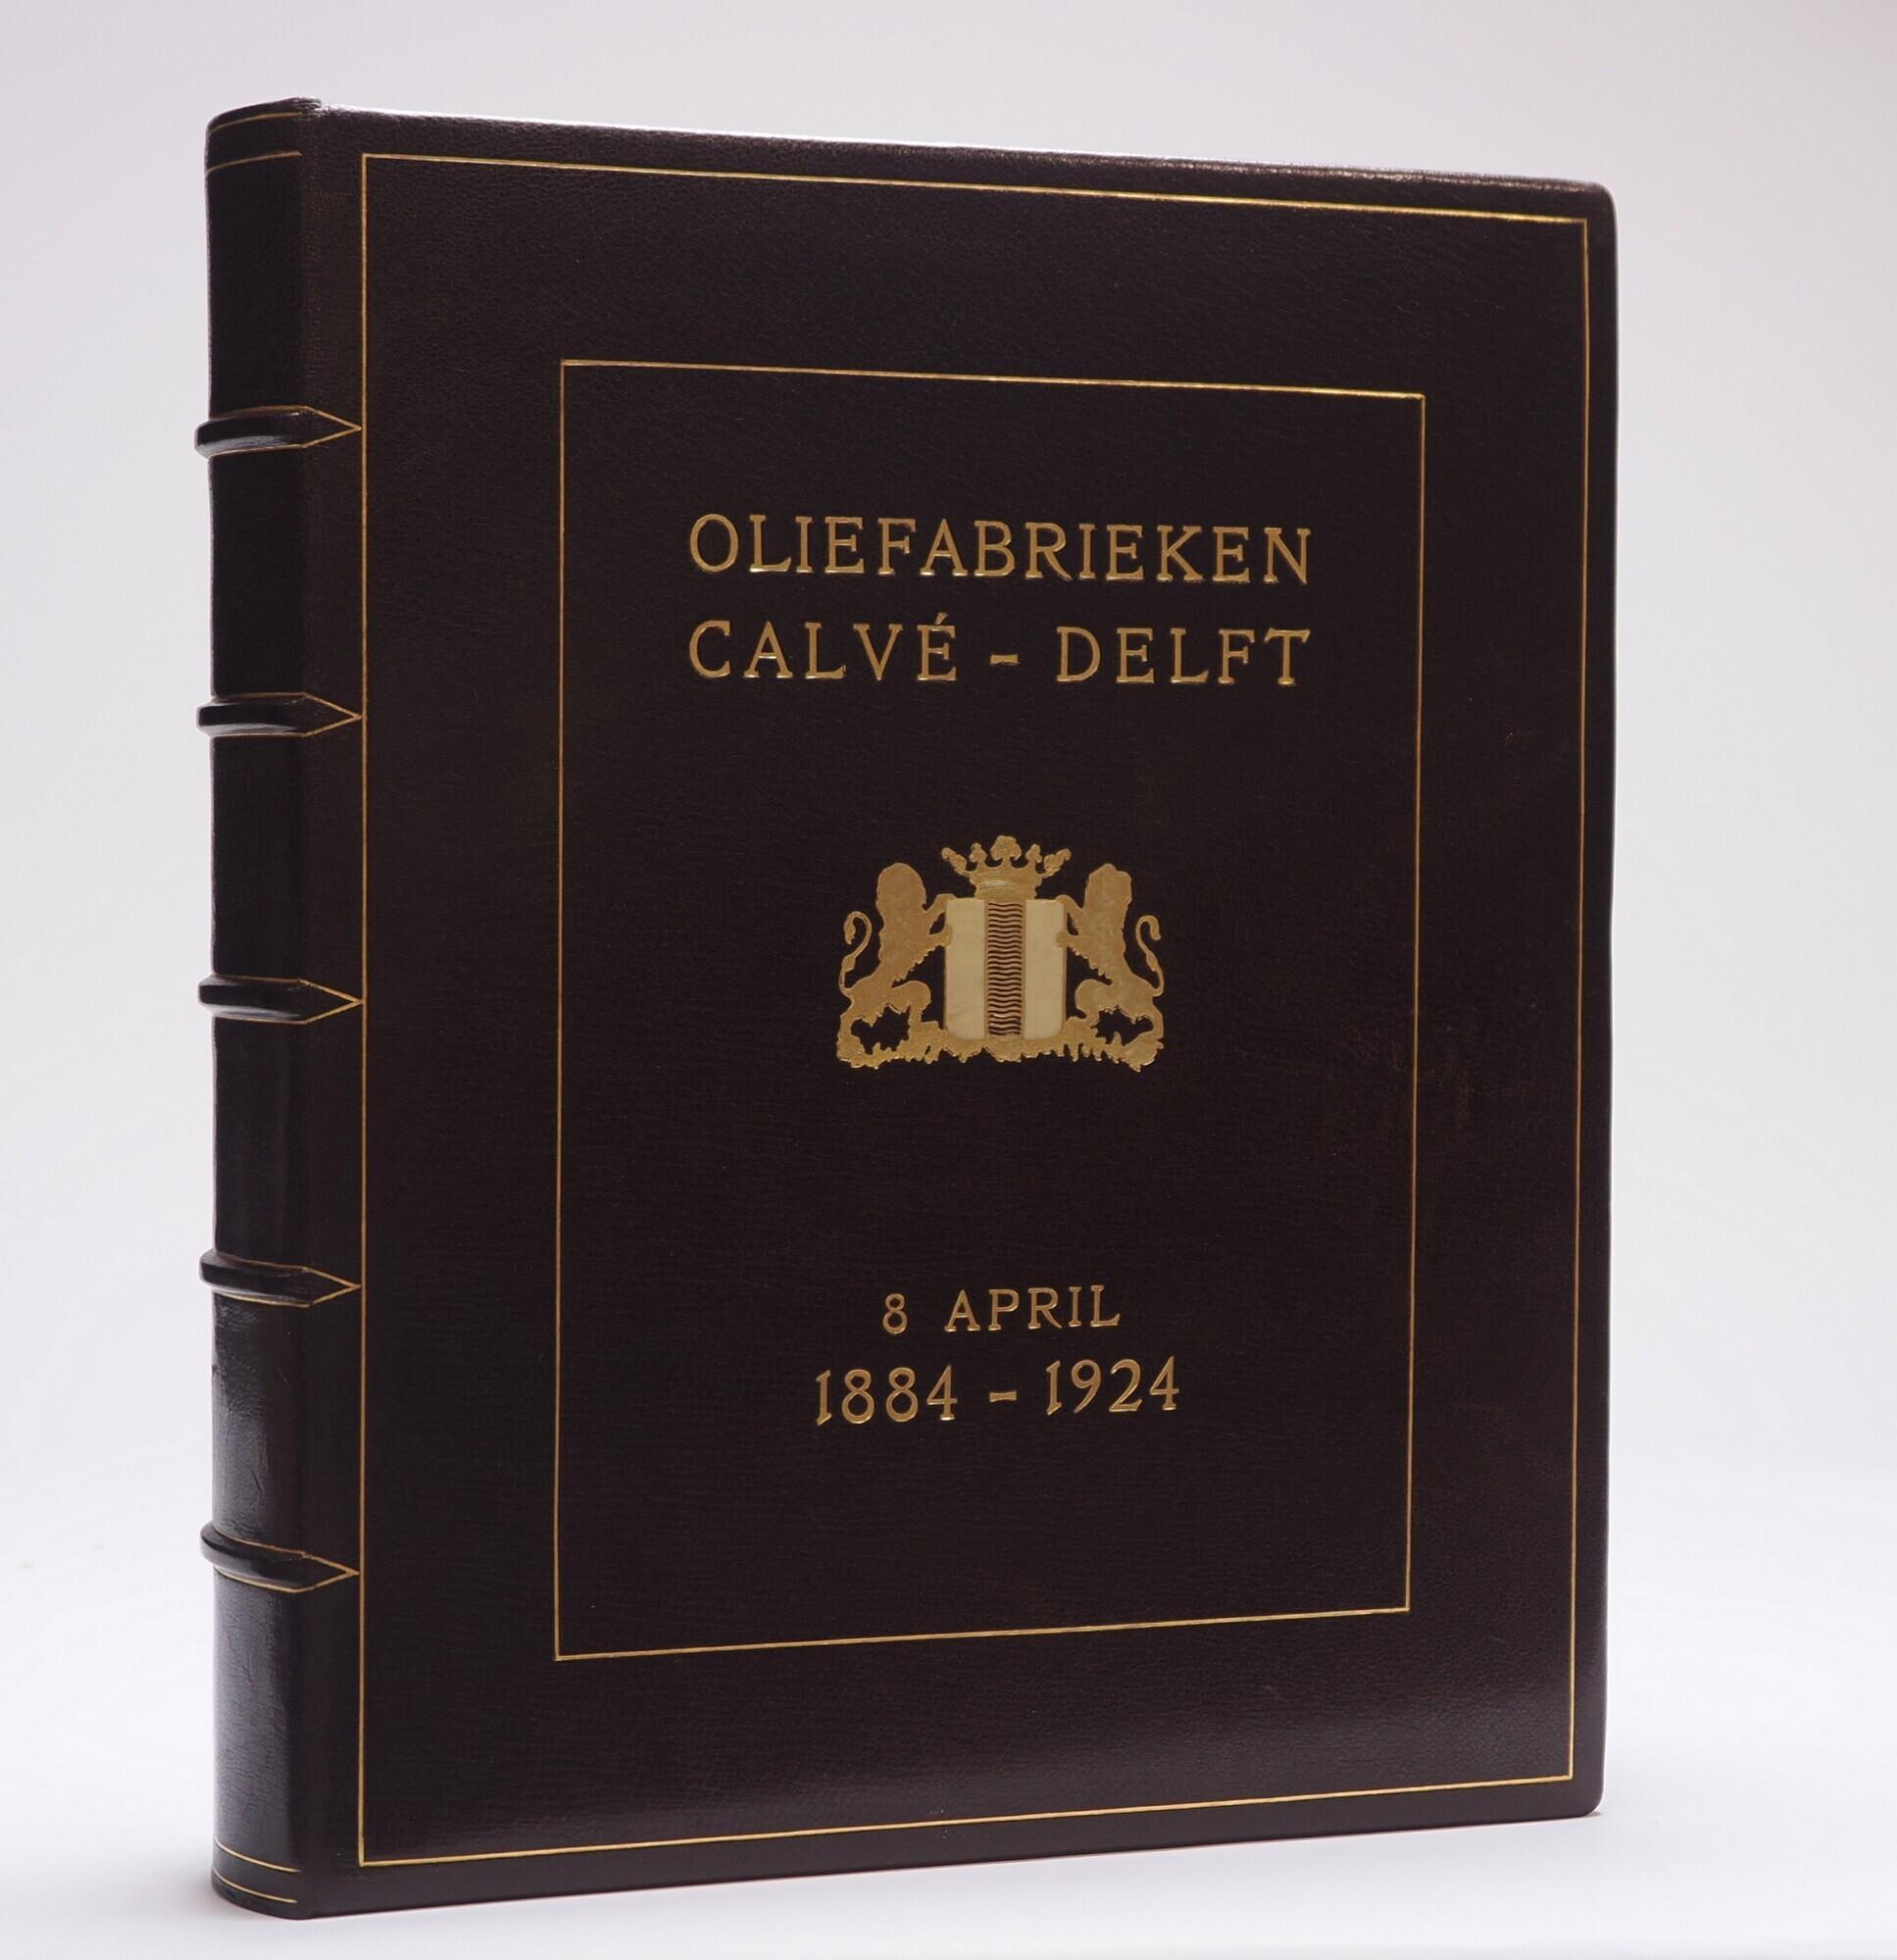 OLIEFABRIEKEN
CALVÉ – DELFT
8 APRIL
1884 – 1924